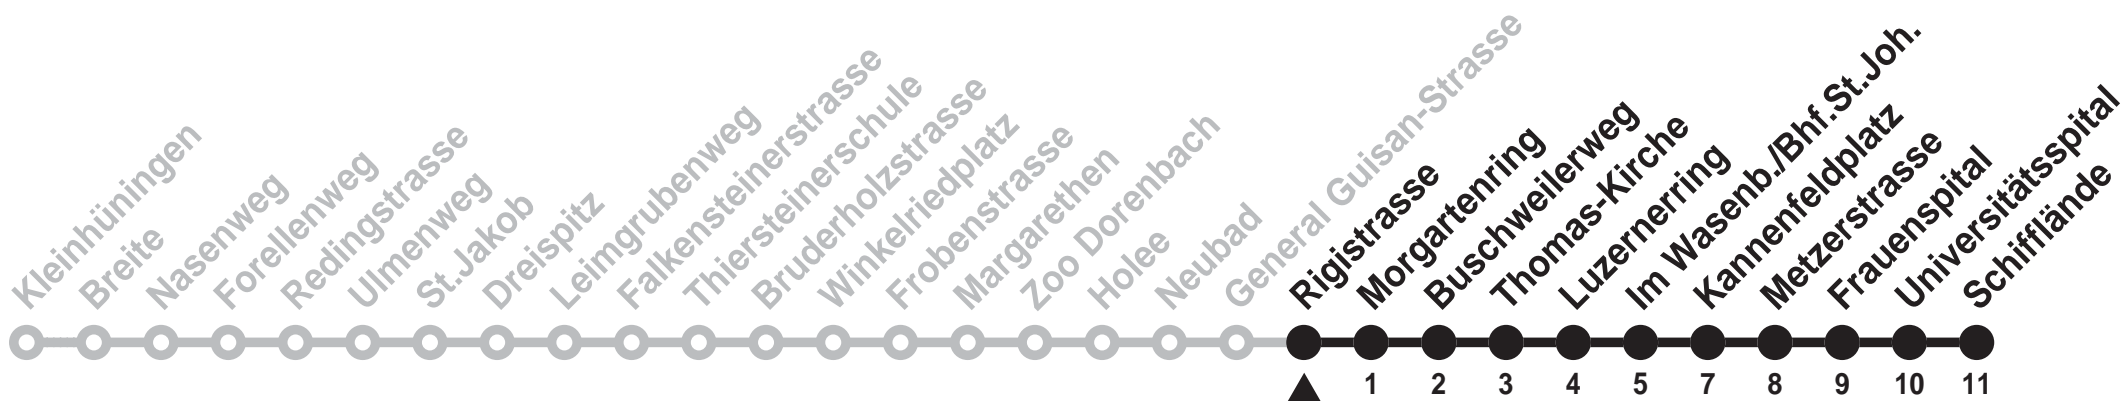 Kleinhüningen
Breite
Nasenweg
Forellenweg
Redingstrasse
Ulmenweg
St.Jakob
Dreispitz
Leimgrubenweg
Falkensteinerstrasse
Thiersteinerschule
Bruderholzstrasse
Winkelriedplatz
Frobenstrasse
Margarethen
Zoo Dorenbach
Holee
Neubad
General Guisan-Strasse
Rigistrasse
Morgartenring
Buschweilerweg
Thomas-Kirche
Luzernerring
Im Wasenb./Bhf.St.Joh.
Kannenfeldplatz
Metzerstrasse
Frauenspital
Universitätsspital
Schifflände
1 2 3 4 5 7 8 9 10 11